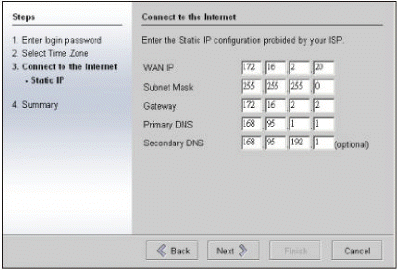 Steps
1. Enter login password
2. Select Time Zone
3. Connect to the Internet
- Static IP
4. Summary
Connect to the Internet
Enter the Static IP configuration probided by your ISP.
WAN IP 172 16 2 20
Subnet Mask 255 255 255 0
Gateway 172 16 2 2
Primary DNS 168 95 1 1
Secondary DNS 168 95 192 1 (optional)
Back Next Finish Cancel